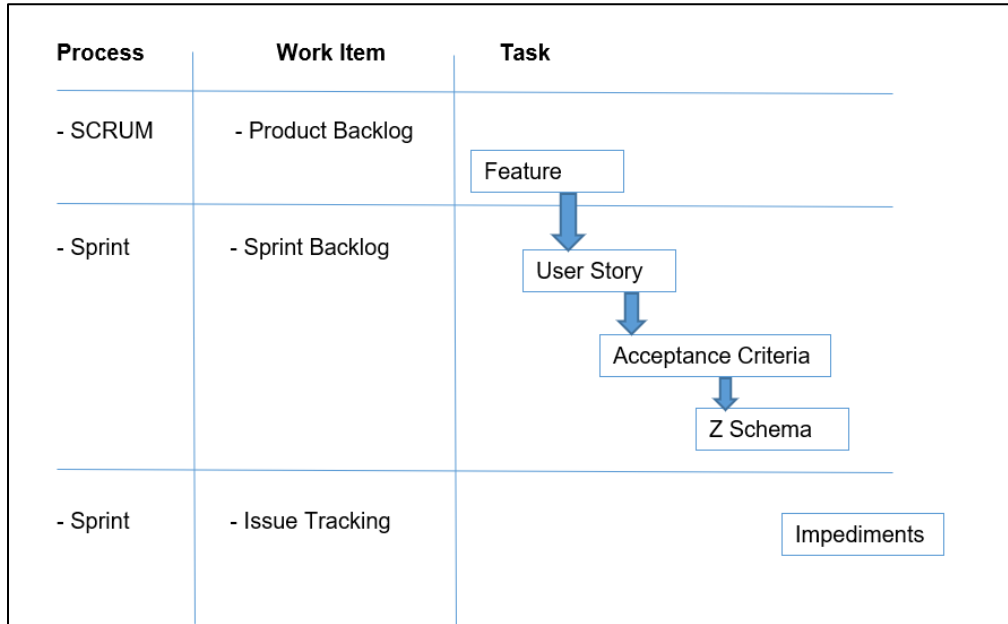 Process Work Item Task
- SCRUM - Product Backlog
Feature
- Sprint - Sprint Backlog
User Story
Acceptance Criteria
Z Schema
- Sprint - Issue Tracking
Impediments